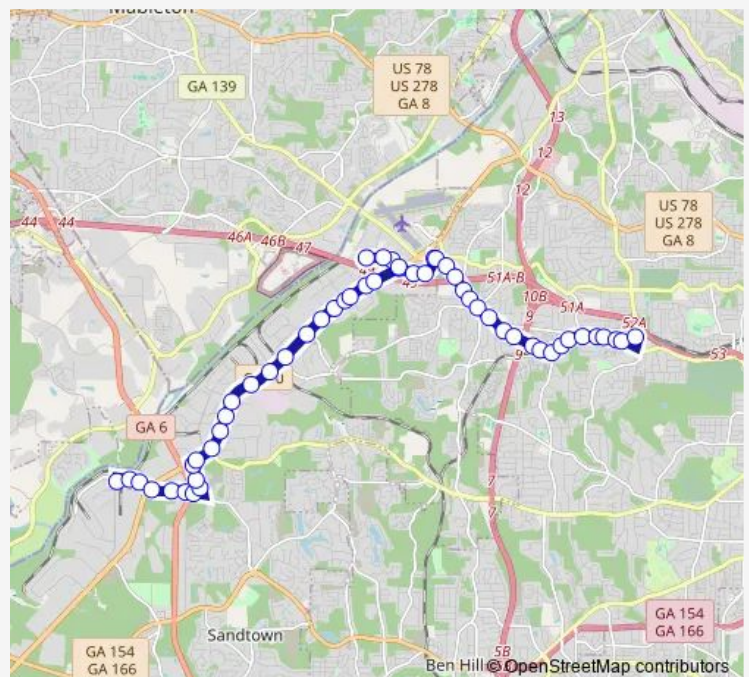 Mableton
US 78
US 278
GA 8
GA 139
13
12
12
US 78
US 278
GA 8
44
44
46A
46B
47
49
49
51A-B
10B
9
51A
52A
53
9
GA 6
7
7
Sandtown
GA 154
GA 166
GA 154
GA 166
5B
Ben Hill
© OpenStreetMap contributors